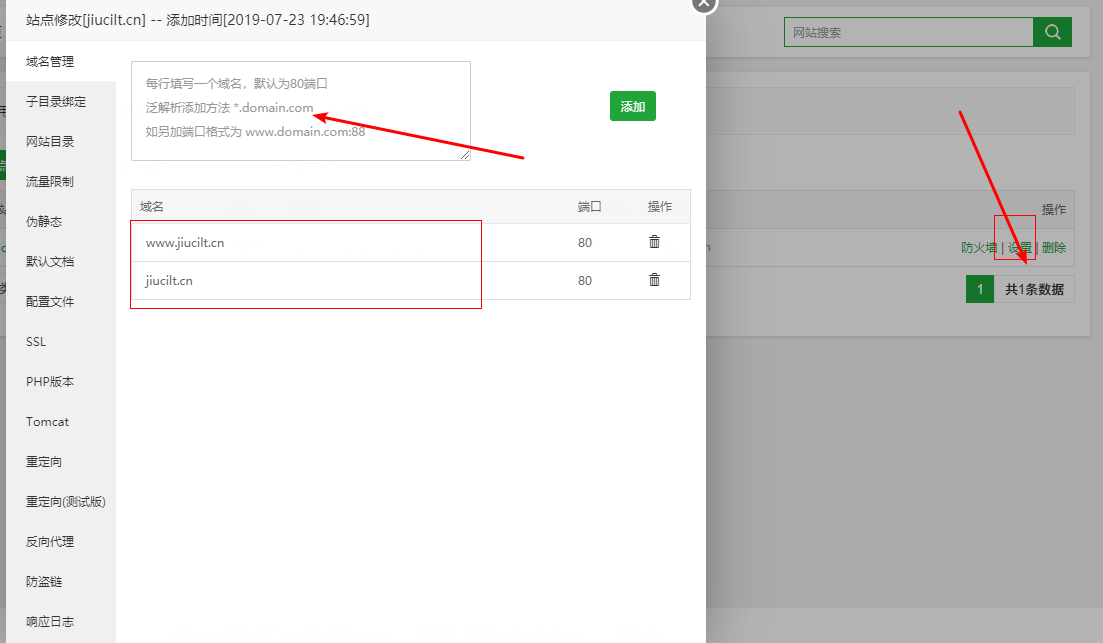 站点修改[jiucilt.cn] -- 添加时间[2019-07-23 19:46:59]
网站搜索
域名管理
子目录绑定
网站目录
流量限制
伪静态
默认文档
配置文件
SSL
PHP版本
Tomcat
重定向
重定向(测试版)
反向代理
防盗链
响应日志
每行填写一个域名，默认为80端口
泛解析添加方法 *.domain.com
如另加端口格式为 www.domain.com:88
添加
域名 端口 操作
www.jiucilt.cn 80
jiucilt.cn 80
操作
防火墙 | 设置 | 删除
1 共1条数据